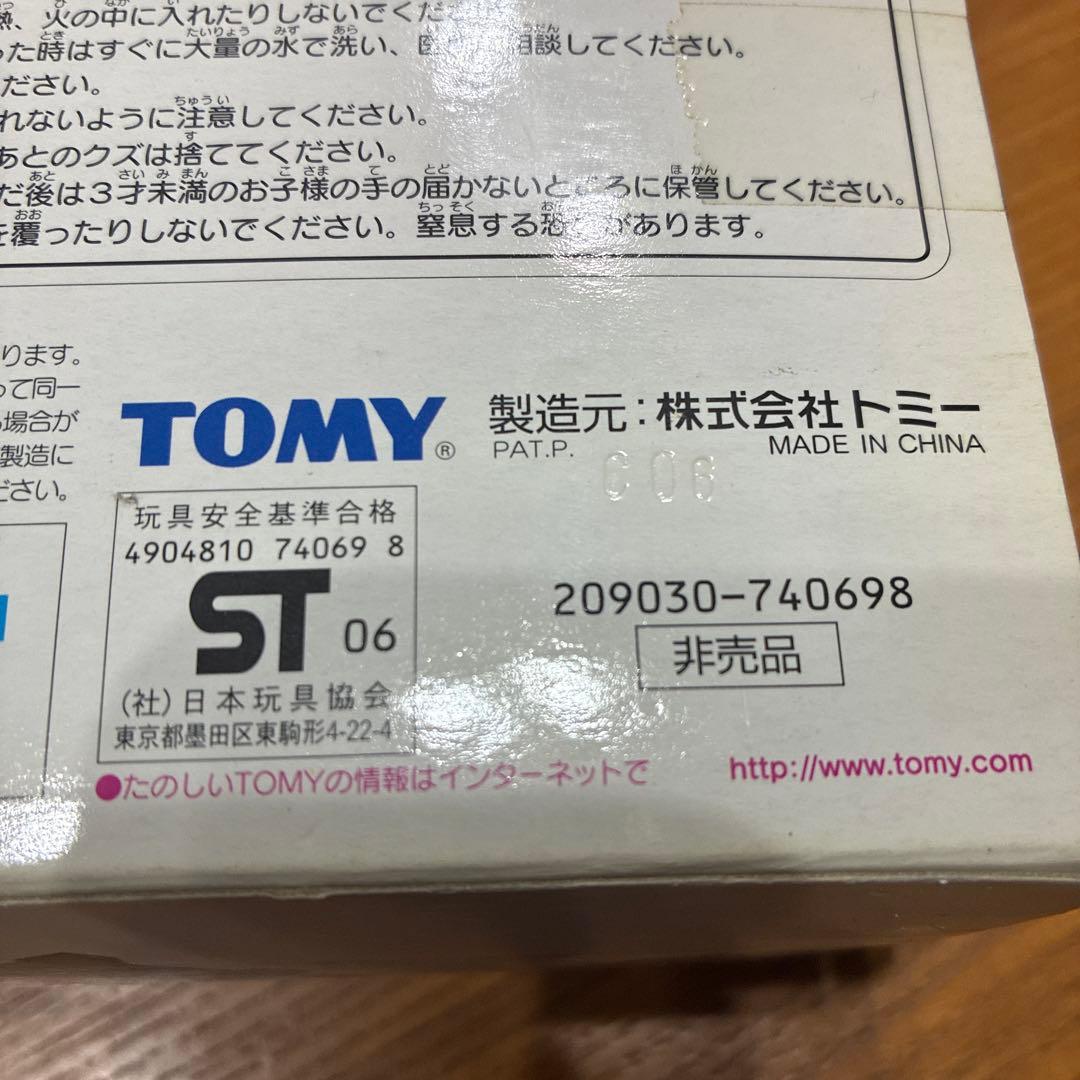 、火の中に入れたりしないでくだ
った時はすぐに大量の水で洗い、医 相談してください。
ださい。
れないように注意してください。
あとのクズは捨ててください。
だ後は3才未満のお子様の手の届かないところに保管してください。
を覆ったりしないでください。窒息する恐 があります。
ります。
って同一
場合が
製造に
ださい。
TOMY®
製造元：株式会社トミー
PAT.P.
MADE IN CHINA
C06
玩具安全基準合格
4904810 74069 8
ST 06
（社）日本玩具協会
東京都墨田区東駒形4-22-4
209030-740698
非売品
●たのしいTOMYの情報はインターネットで
http://www.tomy.com